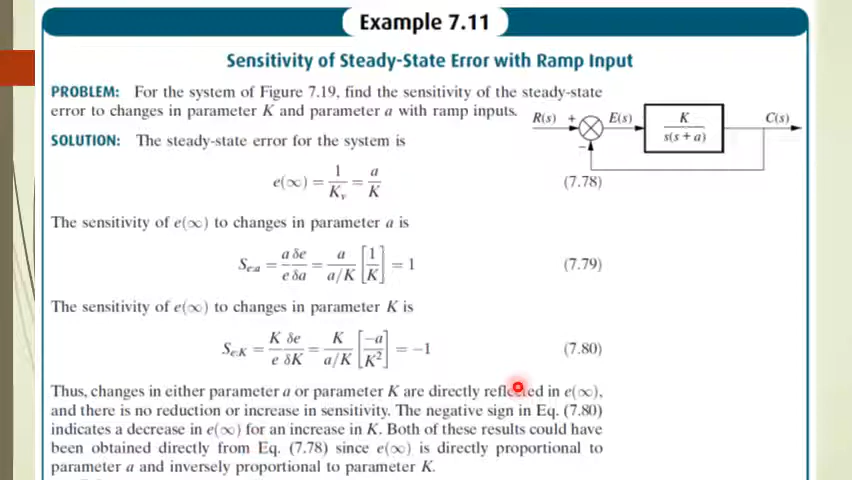 Example 7.11
Sensitivity of Steady-State Error with Ramp Input
PROBLEM: For the system of Figure 7.19, find the sensitivity of the steady-state
error to changes in parameter K and parameter a with ramp inputs.
R(s) + E(s) K/s(s + a) C(s)
−
SOLUTION: The steady-state error for the system is
e(∞) = 1/Kv = a/K (7.78)
The sensitivity of e(∞) to changes in parameter a is
Se:a = a/e δe/δa = a/a/K [1/K] = 1 (7.79)
The sensitivity of e(∞) to changes in parameter K is
Se:K = K/e δe/δK = K/a/K [−a/K²] = −1 (7.80)
Thus, changes in either parameter a or parameter K are directly reflected in e(∞),
and there is no reduction or increase in sensitivity. The negative sign in Eq. (7.80)
indicates a decrease in e(∞) for an increase in K. Both of these results could have
been obtained directly from Eq. (7.78) since e(∞) is directly proportional to
parameter a and inversely proportional to parameter K.